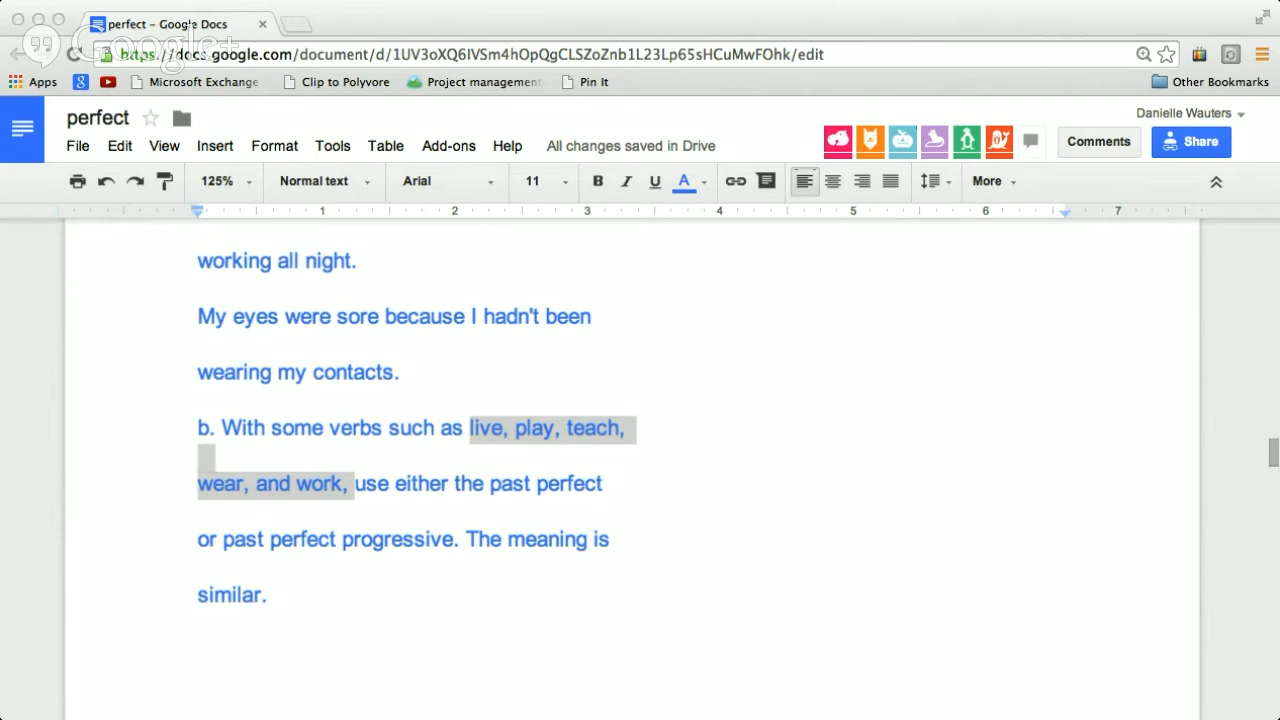 perfect – Google Docs
Google+
https://docs.google.com/document/d/1UV3oXQ6IVSm4hOpQgCLSZoZnb1L23Lp65sHCuMwFOhk/edit
Apps Microsoft Exchange Clip to Polyvore Project management Pin It Other Bookmarks
perfect
Danielle Wauters
File Edit View Insert Format Tools Table Add-ons Help All changes saved in Drive
Comments Share
125% Normal text Arial 11 B I U A More
1 2 3 4 5 6 7
working all night.
My eyes were sore because I hadn't been
wearing my contacts.
b. With some verbs such as live, play, teach,
wear, and work, use either the past perfect
or past perfect progressive. The meaning is
similar.